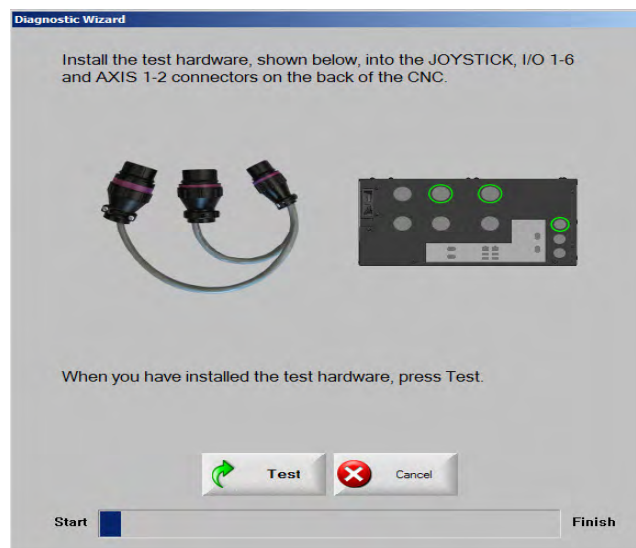 Diagnostic Wizard
Install the test hardware, shown below, into the JOYSTICK, I/O 1-6
and AXIS 1-2 connectors on the back of the CNC.
When you have installed the test hardware, press Test.
Test
Cancel
Start
Finish